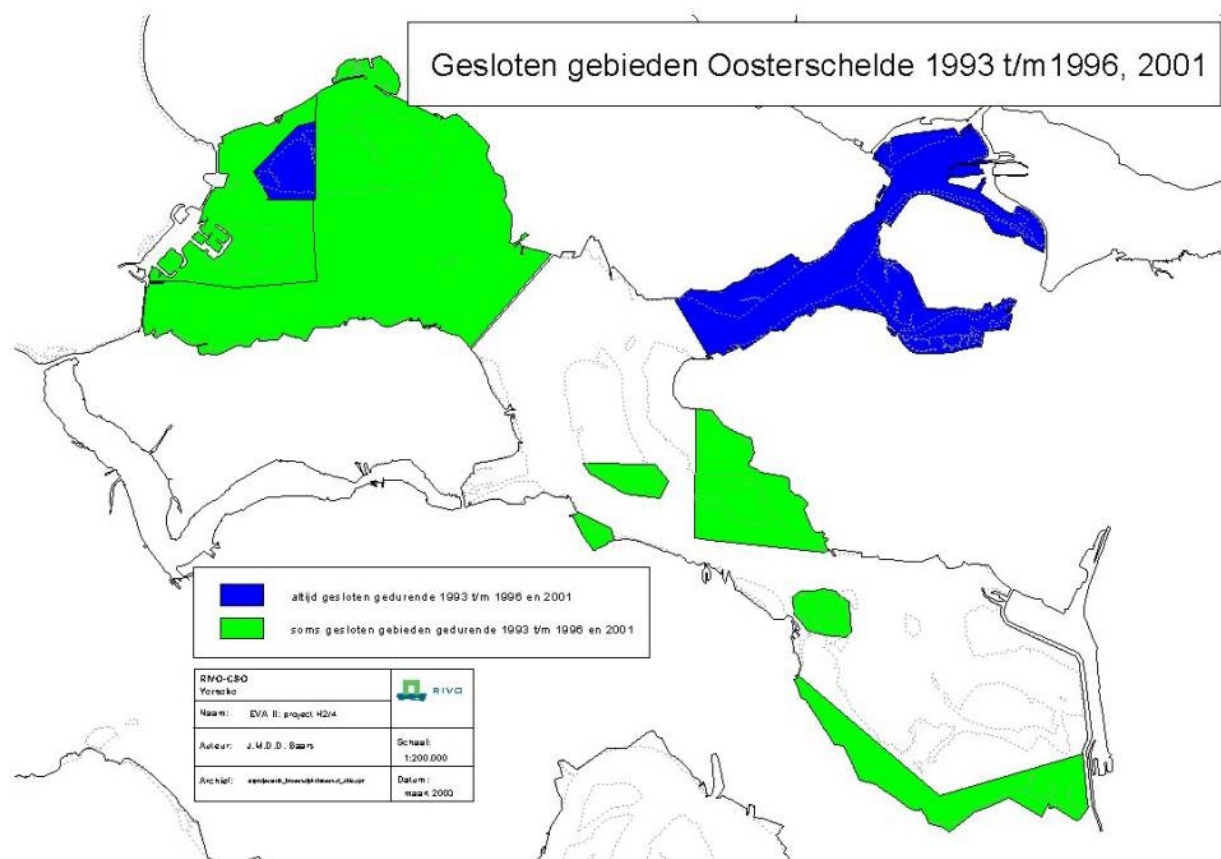 Gesloten gebieden Oosterschelde 1993 t/m 1996, 2001
altijd gesloten gedurende 1993 t/m 1996 en 2001
soms gesloten gebieden gedurende 1993 t/m 1996 en 2001
RIVO-CSO
Yerseke
RIVO
Naam: EVA II: project H2/4
Auteur: J.M.D.D. Baars
Schaal:
1:200.000
Archief:
Datum:
maart 2003